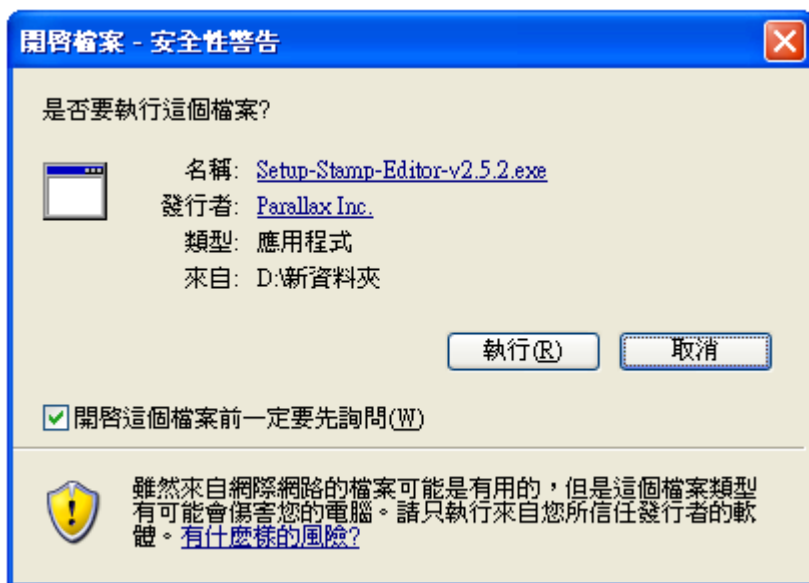 開啓檔案 - 安全性警告
是否要執行這個檔案?
名稱: Setup-Stamp-Editor-v2.5.2.exe
發行者: Parallax Inc.
類型: 應用程式
來自: D:\新資料夾
執行(R) 取消
開啓這個檔案前一定要先詢問(W)
雖然來自網際網路的檔案可能是有用的，但是這個檔案類型
有可能會傷害您的電腦。請只執行來自您所信任發行者的軟
體。有什麼樣的風險?